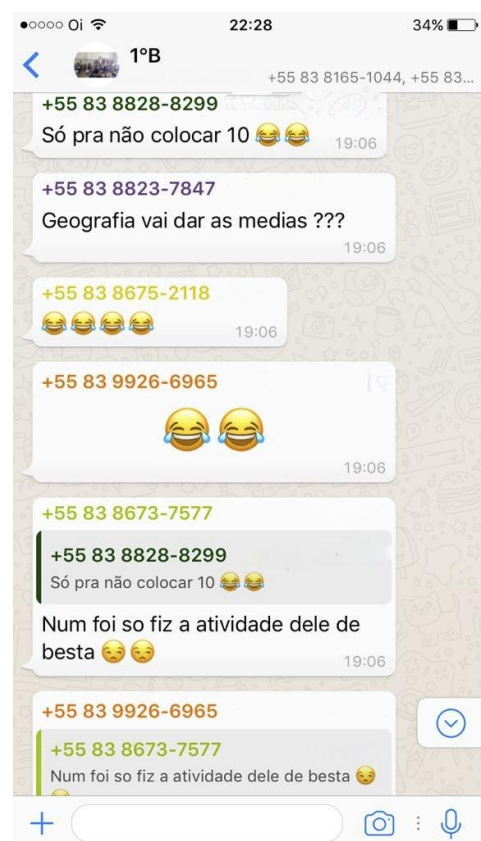 Oi 22:28 34%
1°B
+55 83 8165-1044, +55 83...
+55 83 8828-8299
Só pra não colocar 10 😂😂
19:06
+55 83 8823-7847
Geografia vai dar as medias ???
19:06
+55 83 8675-2118
😂😂😂😂
19:06
+55 83 9926-6965
😂😂
19:06
+55 83 8673-7577
+55 83 8828-8299
Só pra não colocar 10 😂😂
Num foi so fiz a atividade dele de
besta 😒😒
19:06
+55 83 9926-6965
+55 83 8673-7577
Num foi so fiz a atividade dele de besta 😒